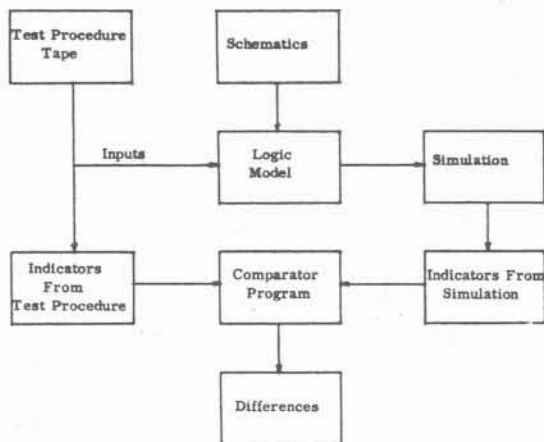 Test Procedure
Tape
Schematics
Inputs
Logic
Model
Simulation
Indicators
From
Test Procedure
Comparator
Program
Indicators From
Simulation
Differences